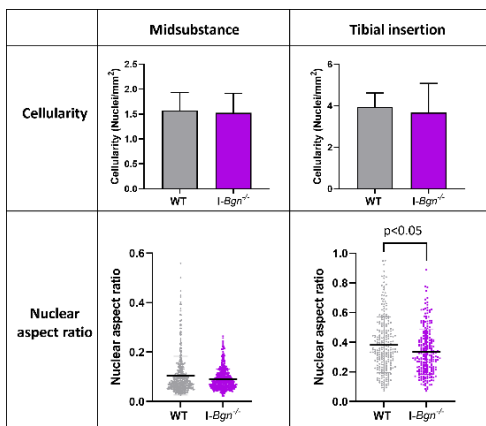 Midsubstance
Tibial insertion
Cellularity
Cellularity (Nuclei/mm²)
2.5
2.0
1.5
1.0
0.5
0.0
WT
I-Bgn⁻/⁻
Cellularity (Nuclei/mm²)
6
4
2
0
WT
I-Bgn⁻/⁻
Nuclear
aspect ratio
Nuclear aspect ratio
0.6
0.4
0.2
0.0
WT
I-Bgn⁻/⁻
p<0.05
Nuclear aspect ratio
1.0
0.8
0.6
0.4
0.2
0.0
WT
I-Bgn⁻/⁻